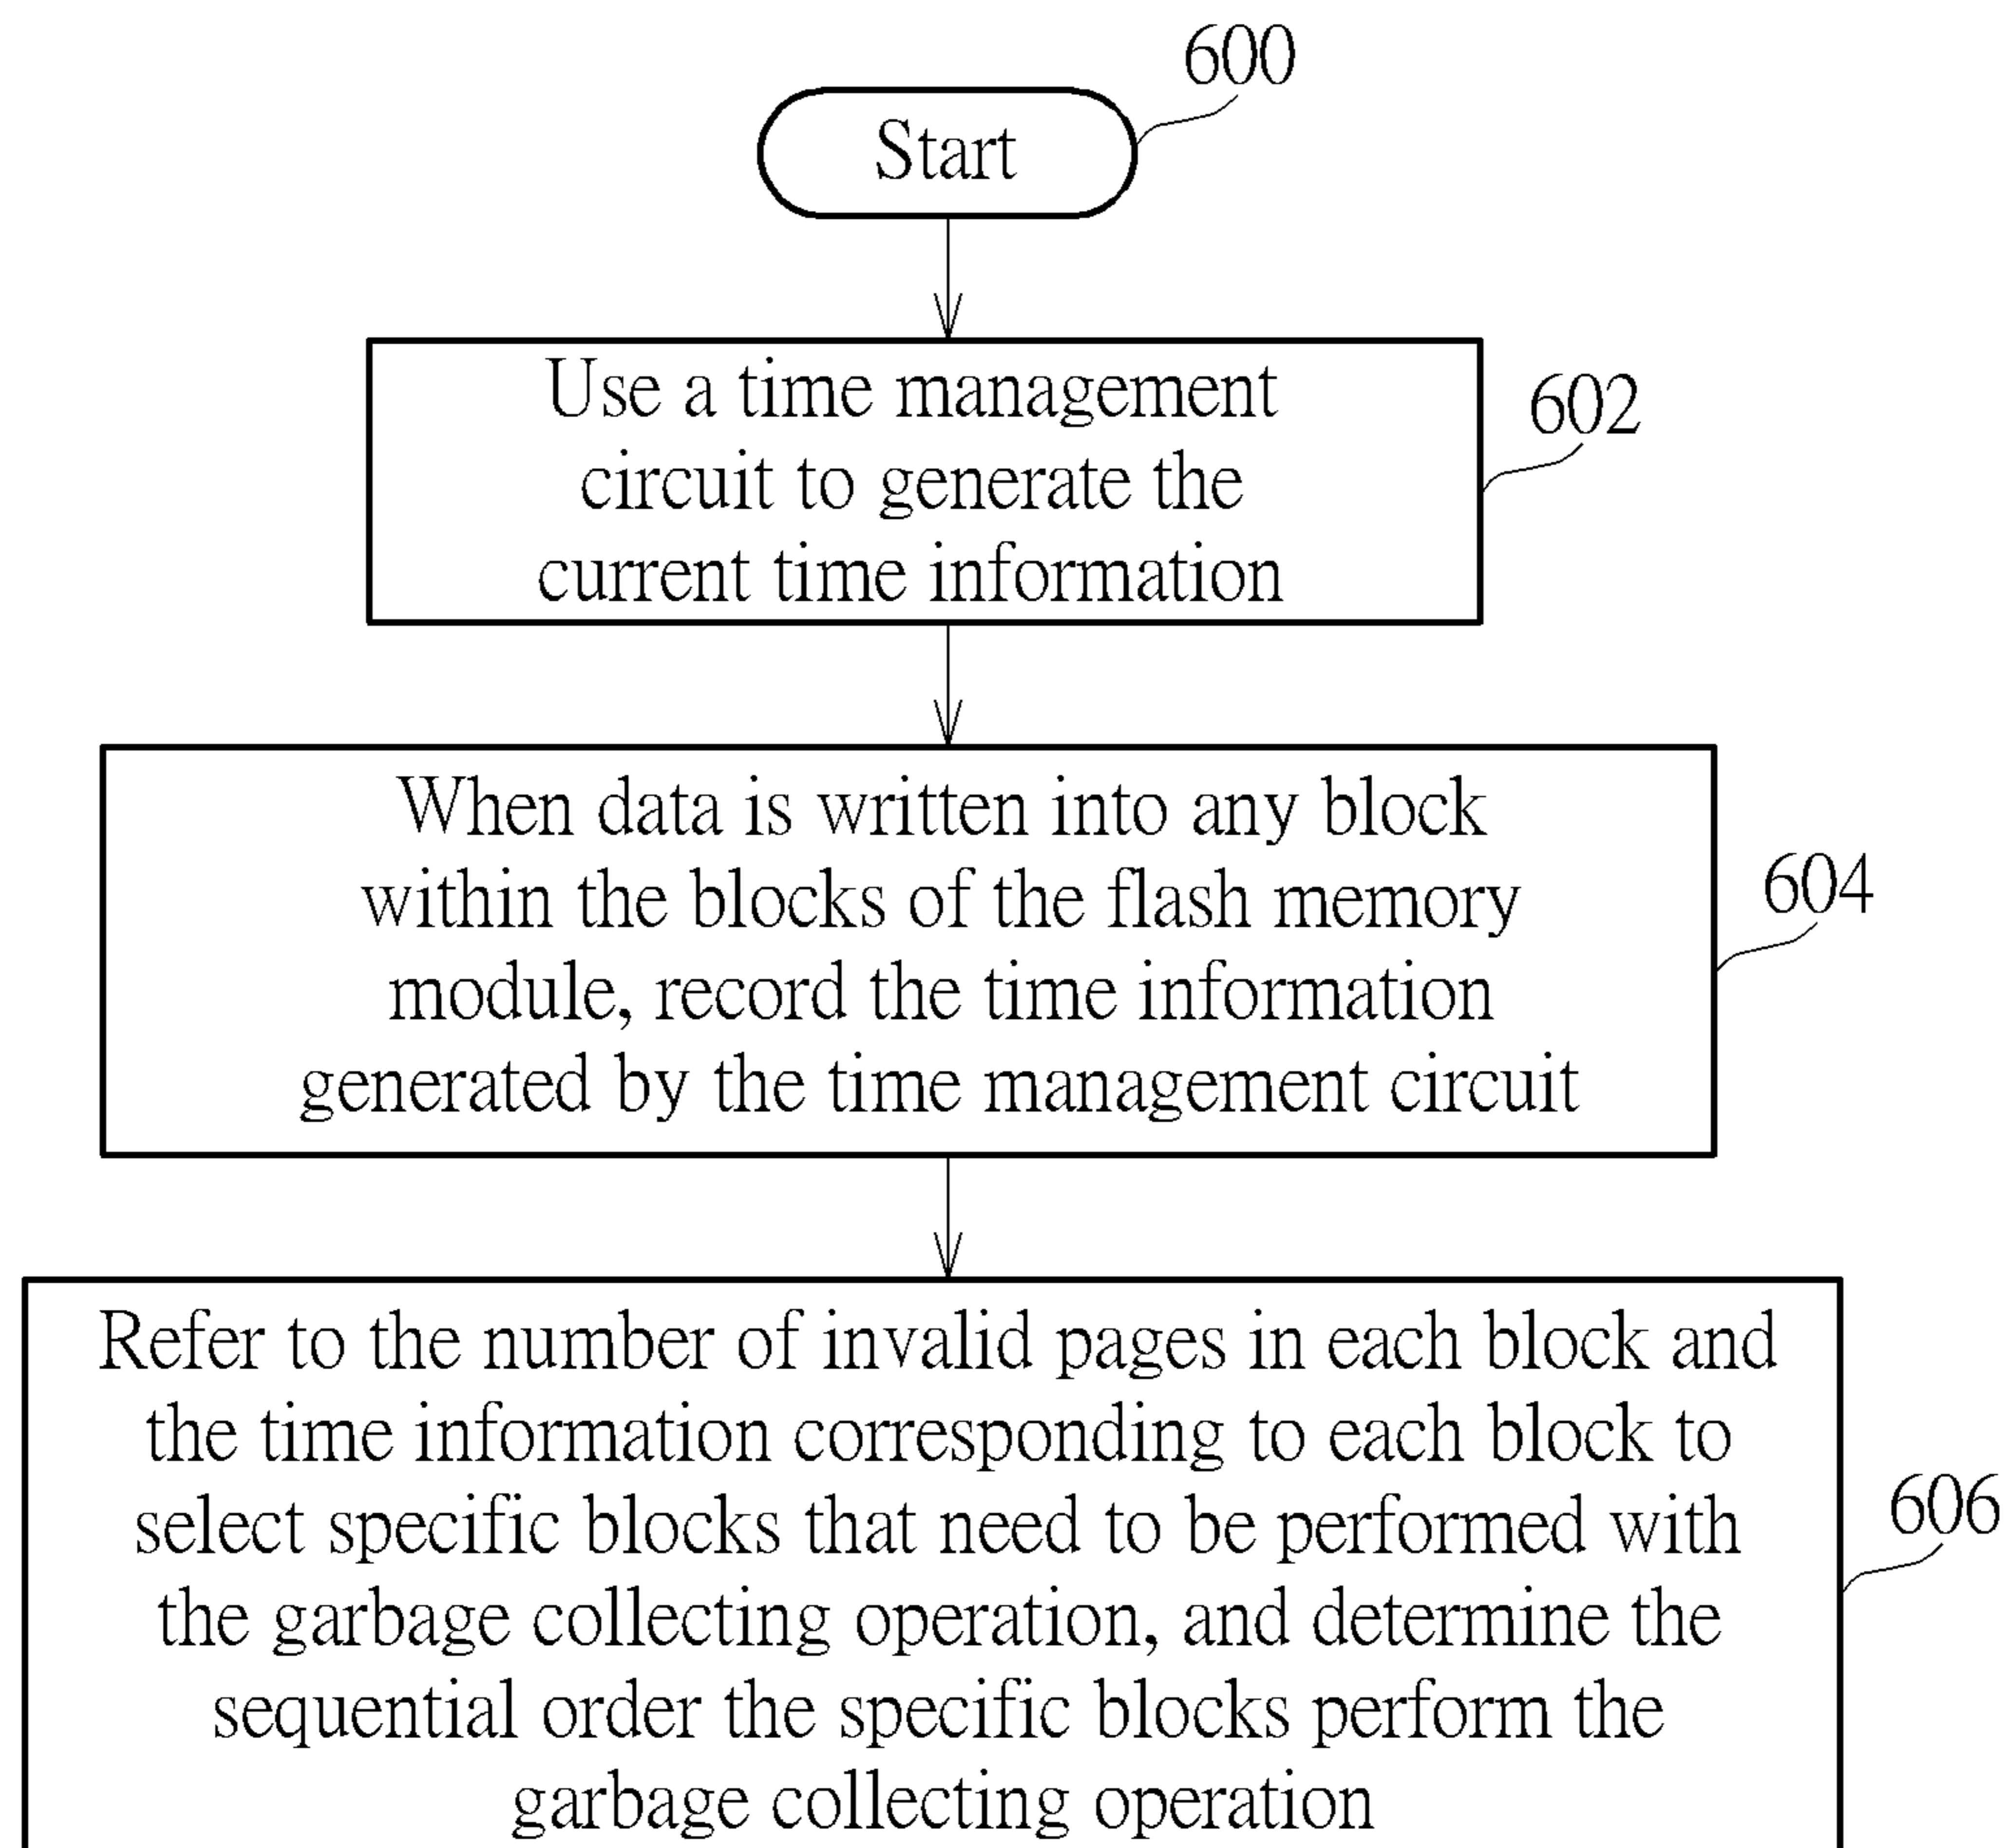 600
Start
Use a time management
602
circuit to generate the
current time information
When data is written into any block
604
within the blocks of the flash memory
module, record the time information
generated by the time management circuit
Refer to the number of invalid pages in each block and
the time information corresponding to each block to
606
select specific blocks that need to be performed with
the garbage collecting operation, and determine the
sequential order the specific blocks perform the
garbage collecting operation